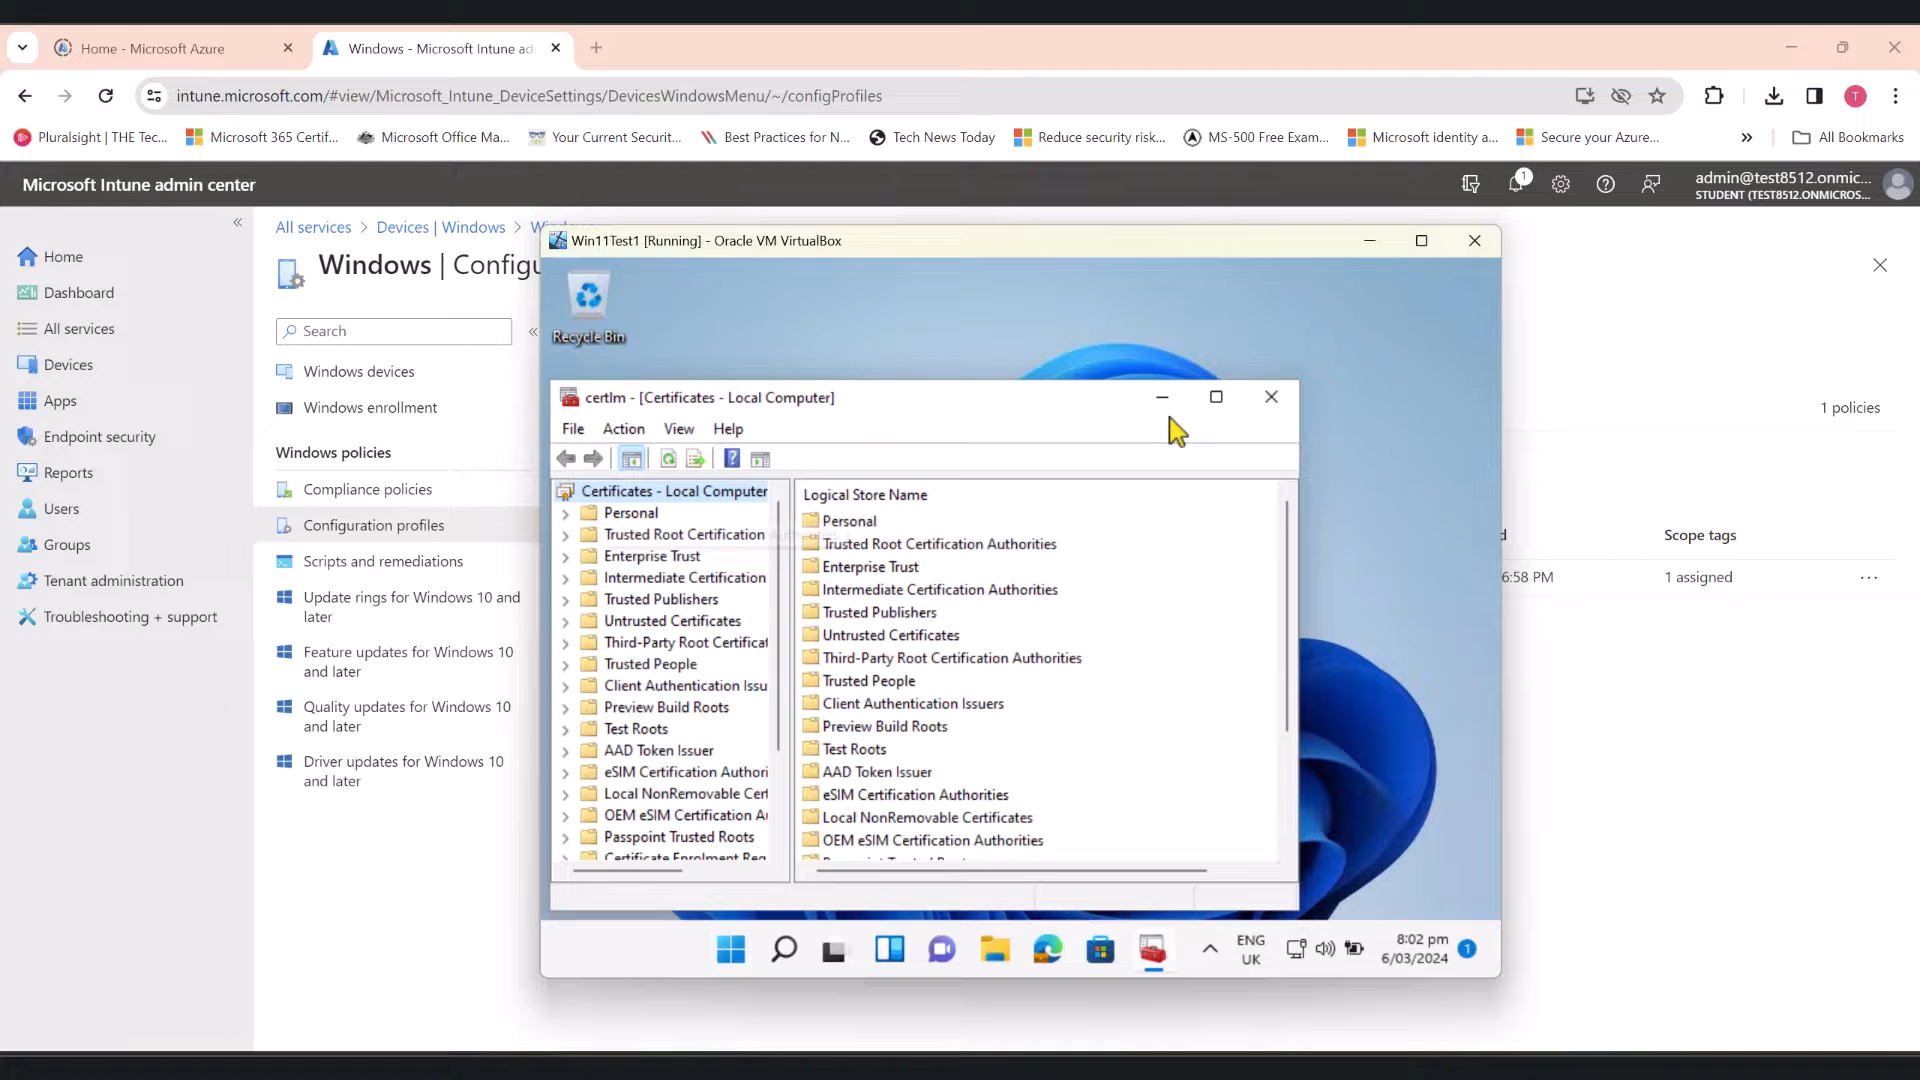 Home - Microsoft Azure
Windows - Microsoft Intune ad
intune.microsoft.com/#view/Microsoft_Intune_DeviceSettings/DevicesWindowsMenu/~/configProfiles
T
Pluralsight | THE Tec...
Microsoft 365 Certif...
Microsoft Office Ma...
Your Current Securit...
Best Practices for N...
Tech News Today
Reduce security risk...
MS-500 Free Exam...
Microsoft identity a...
Secure your Azure...
»
All Bookmarks
Microsoft Intune admin center
1
admin@test8512.onmic...
STUDENT (TEST8512.ONMICROS...
«
Home
Dashboard
All services
Devices
Apps
Endpoint security
Reports
Users
Groups
Tenant administration
Troubleshooting + support
All services > Devices | Windows >
Windows | Configu
Search
«
Windows devices
Windows enrollment
Windows policies
Compliance policies
Configuration profiles
Scripts and remediations
Update rings for Windows 10 and
later
Feature updates for Windows 10
and later
Quality updates for Windows 10
and later
Driver updates for Windows 10
and later
1 policies
d
Scope tags
6:58 PM
1 assigned
...
Win11Test1 [Running] - Oracle VM VirtualBox
Recycle Bin
certlm - [Certificates - Local Computer]
File Action View Help
Certificates - Local Computer
Personal
Trusted Root Certification
Enterprise Trust
Intermediate Certification
Trusted Publishers
Untrusted Certificates
Third-Party Root Certificat
Trusted People
Client Authentication Issu
Preview Build Roots
Test Roots
AAD Token Issuer
eSIM Certification Authori
Local NonRemovable Cert
OEM eSIM Certification Au
Passpoint Trusted Roots
Certificate Enrolment Req
Logical Store Name
Personal
Trusted Root Certification Authorities
Enterprise Trust
Intermediate Certification Authorities
Trusted Publishers
Untrusted Certificates
Third-Party Root Certification Authorities
Trusted People
Client Authentication Issuers
Preview Build Roots
Test Roots
AAD Token Issuer
eSIM Certification Authorities
Local NonRemovable Certificates
OEM eSIM Certification Authorities
ENG
UK
8:02 pm
6/03/2024
1